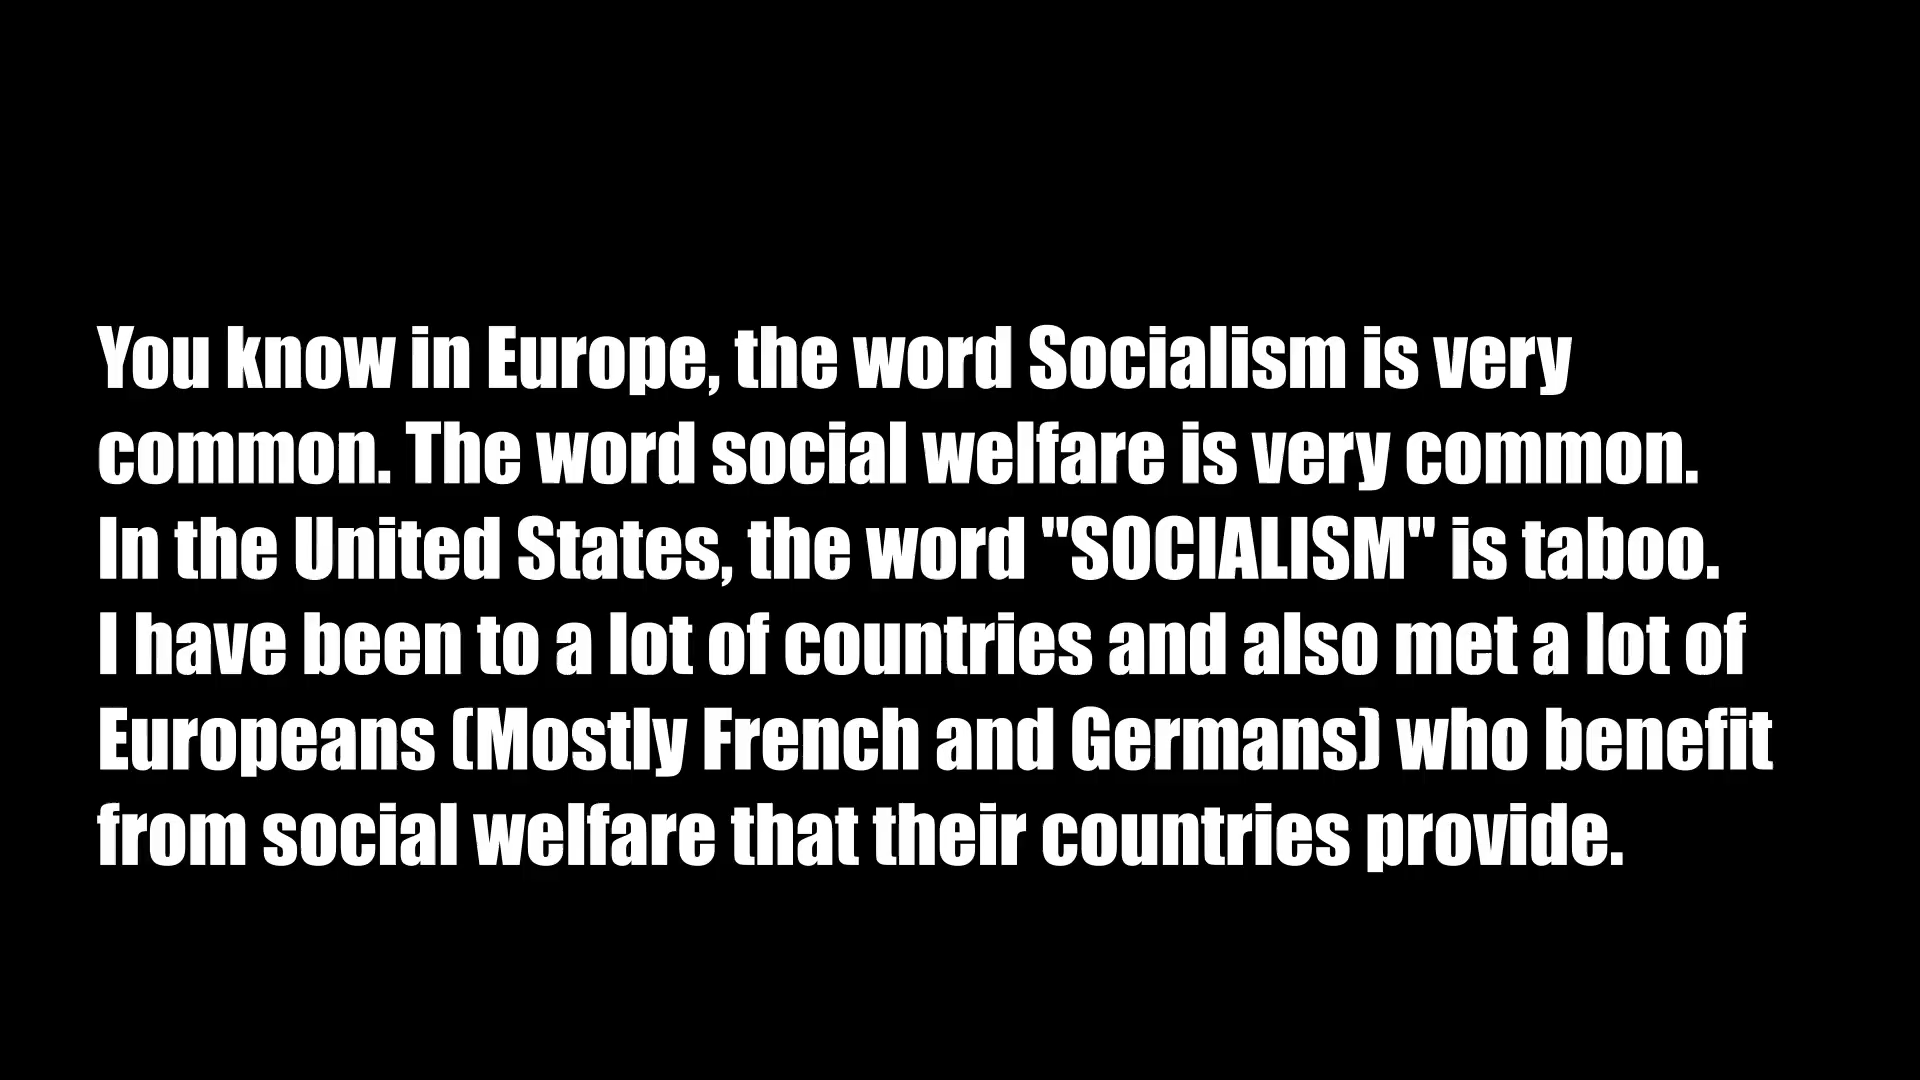 You know in Europe, the word Socialism is very
common. The word social welfare is very common.
In the United States, the word "SOCIALISM" is taboo.
I have been to a lot of countries and also met a lot of
Europeans (Mostly French and Germans) who benefit
from social welfare that their countries provide.